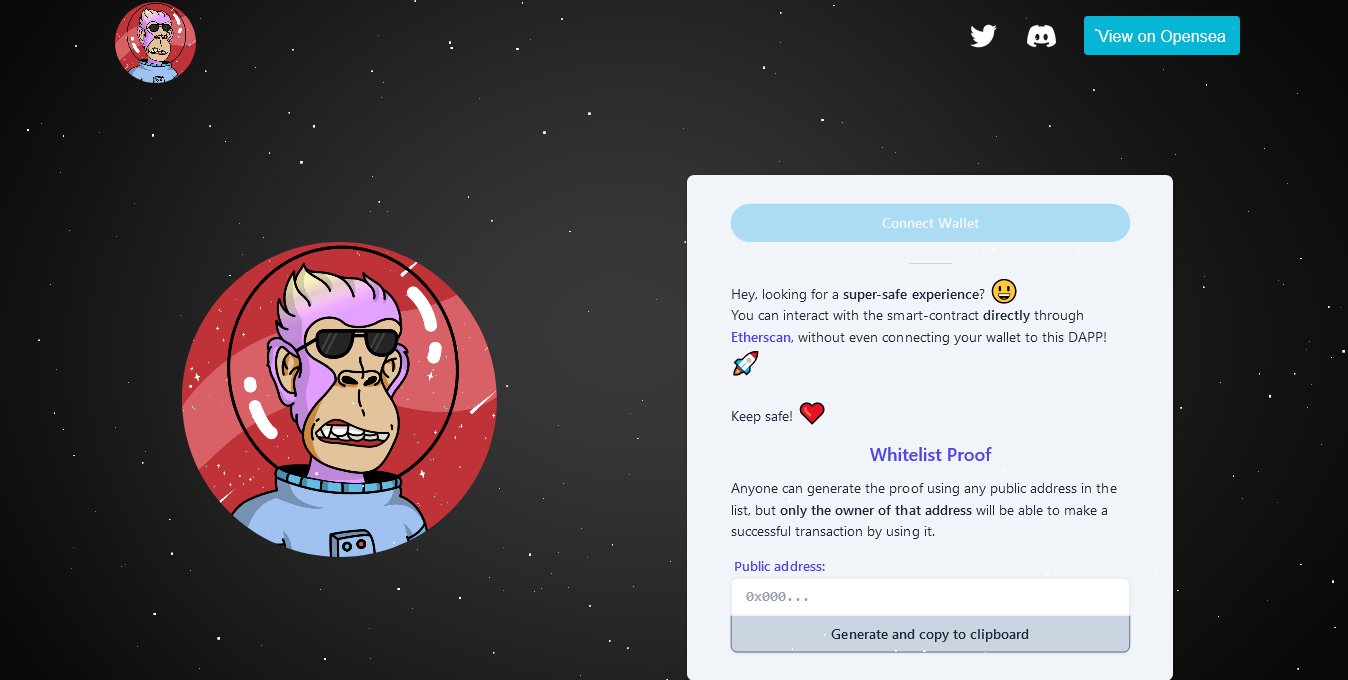 View on Opensea
Connect Wallet
Hey, looking for a super-safe experience? 😃
You can interact with the smart-contract directly through
Etherscan, without even connecting your wallet to this DAPP!
🚀
Keep safe! ❤️
Whitelist Proof
Anyone can generate the proof using any public address in the
list, but only the owner of that address will be able to make a
successful transaction by using it.
Public address:
0x000...
Generate and copy to clipboard